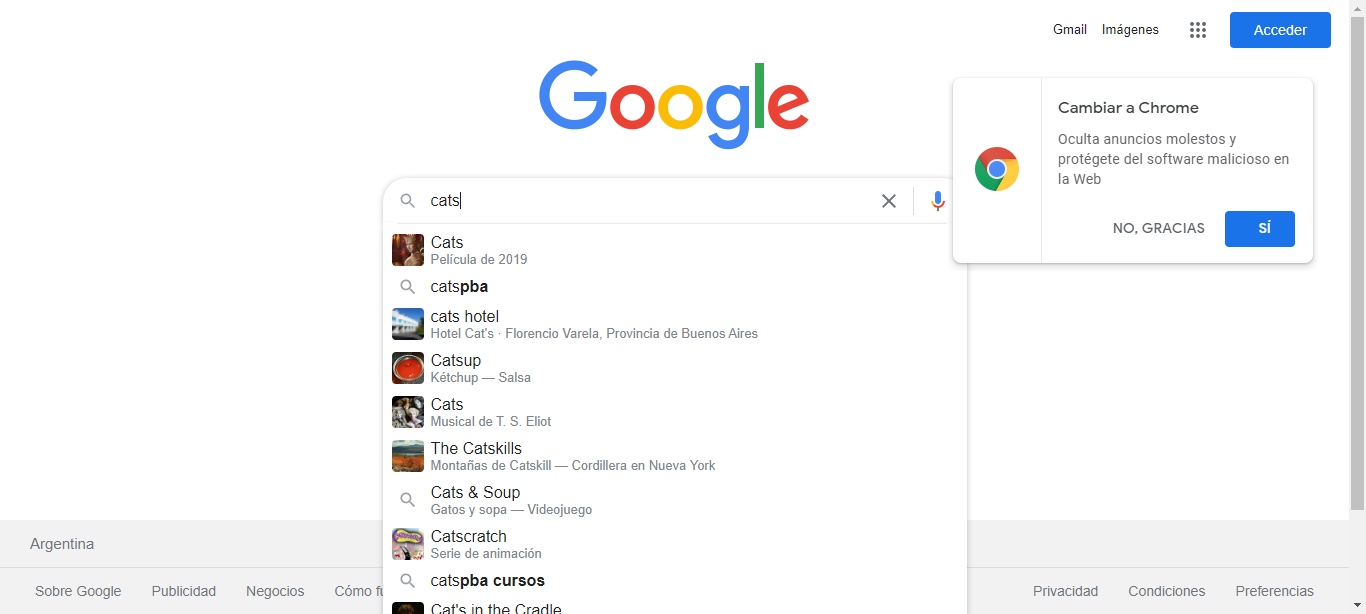 Gmail Imágenes Acceder
Google
Cambiar a Chrome
Oculta anuncios molestos y
protégete del software malicioso en
la Web
NO, GRACIAS SÍ
cats
Cats
Película de 2019
catspba
cats hotel
Hotel Cat's · Florencio Varela, Provincia de Buenos Aires
Catsup
Kétchup — Salsa
Cats
Musical de T. S. Eliot
The Catskills
Montañas de Catskill — Cordillera en Nueva York
Cats & Soup
Gatos y sopa — Videojuego
Catscratch
Serie de animación
catspba cursos
Cat's in the Cradle
Argentina
Sobre Google Publicidad Negocios Cómo Privacidad Condiciones Preferencias